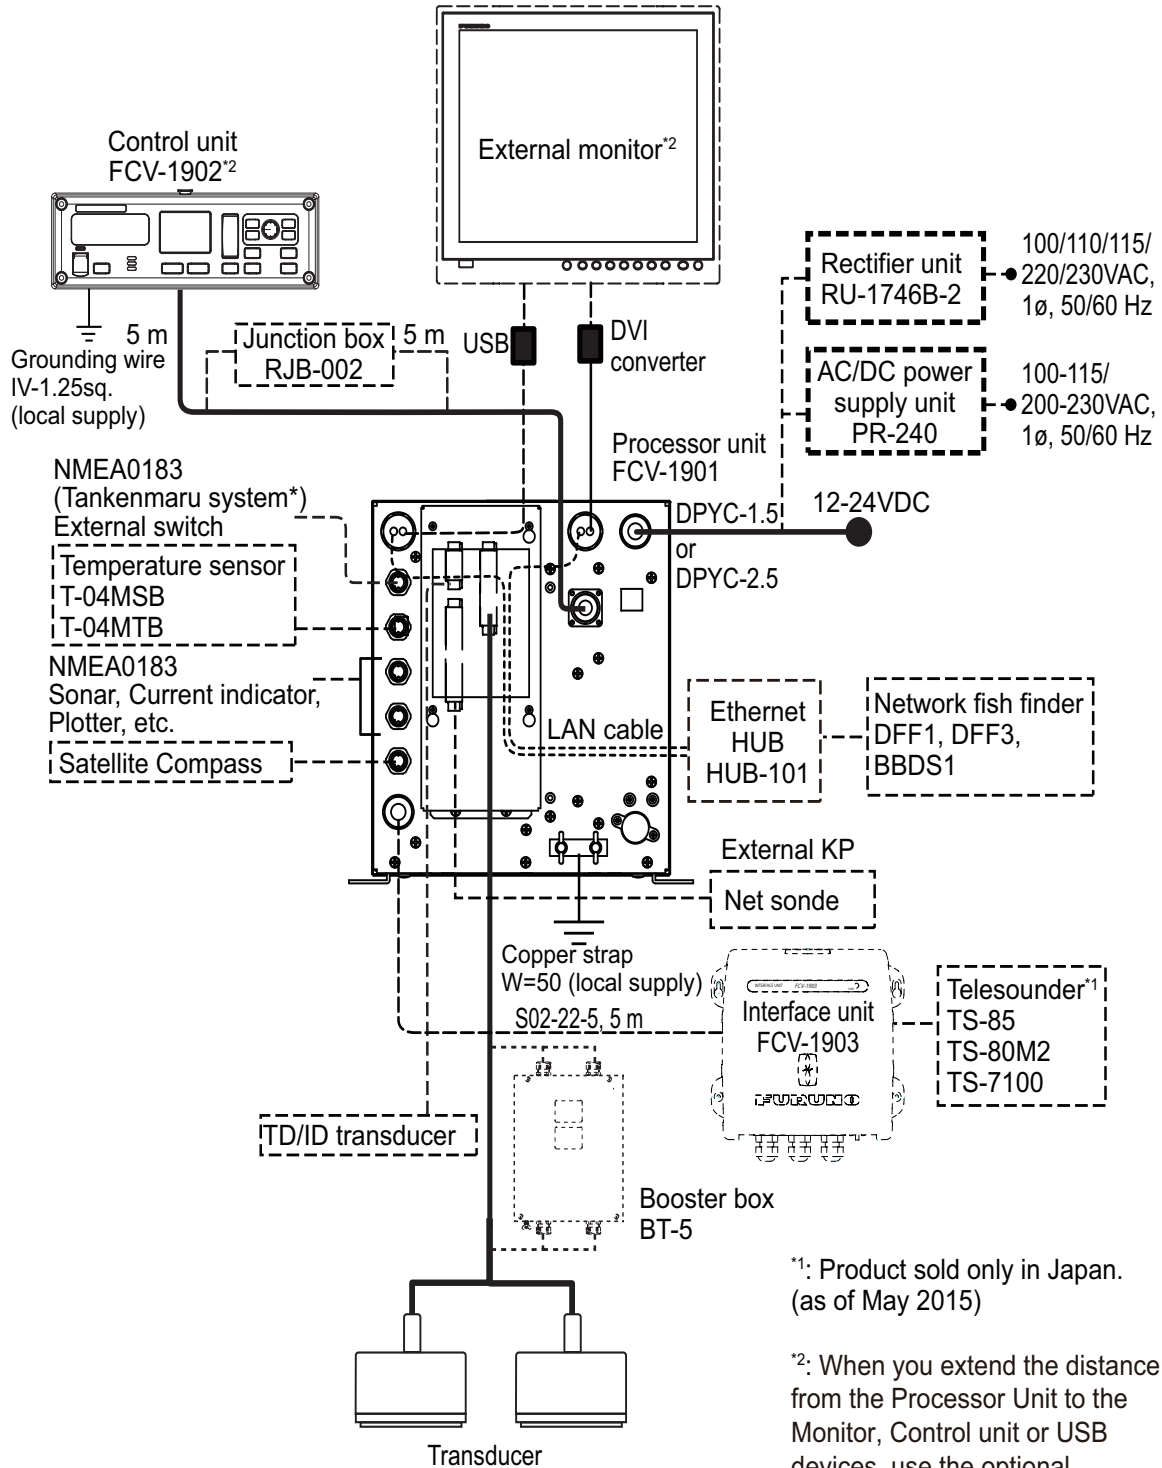 External monitor*2
Control unit
FCV-1902*2
5 m
Grounding wire
IV-1.25sq.
(local supply)
Junction box
RJB-002
5 m
USB
DVI
converter
Rectifier unit
RU-1746B-2
100/110/115/
220/230VAC,
1ø, 50/60 Hz
AC/DC power
supply unit
PR-240
100-115/
200-230VAC,
1ø, 50/60 Hz
Processor unit
FCV-1901
DPYC-1.5
or
DPYC-2.5
12-24VDC
NMEA0183
(Tankenmaru system*)
External switch
Temperature sensor
T-04MSB
T-04MTB
NMEA0183
Sonar, Current indicator,
Plotter, etc.
Satellite Compass
LAN cable
Ethernet
HUB
HUB-101
Network fish finder
DFF1, DFF3,
BBDS1
External KP
Net sonde
Copper strap
W=50 (local supply)
S02-22-5, 5 m
INTERFACE UNIT FCV-1903
Interface unit
FCV-1903
FURUNO
Telesounder*1
TS-85
TS-80M2
TS-7100
TD/ID transducer
Booster box
BT-5
Transducer
*1: Product sold only in Japan.
(as of May 2015)
*2: When you extend the distance
from the Processor Unit to the
Monitor, Control unit or USB
devices, use the optional